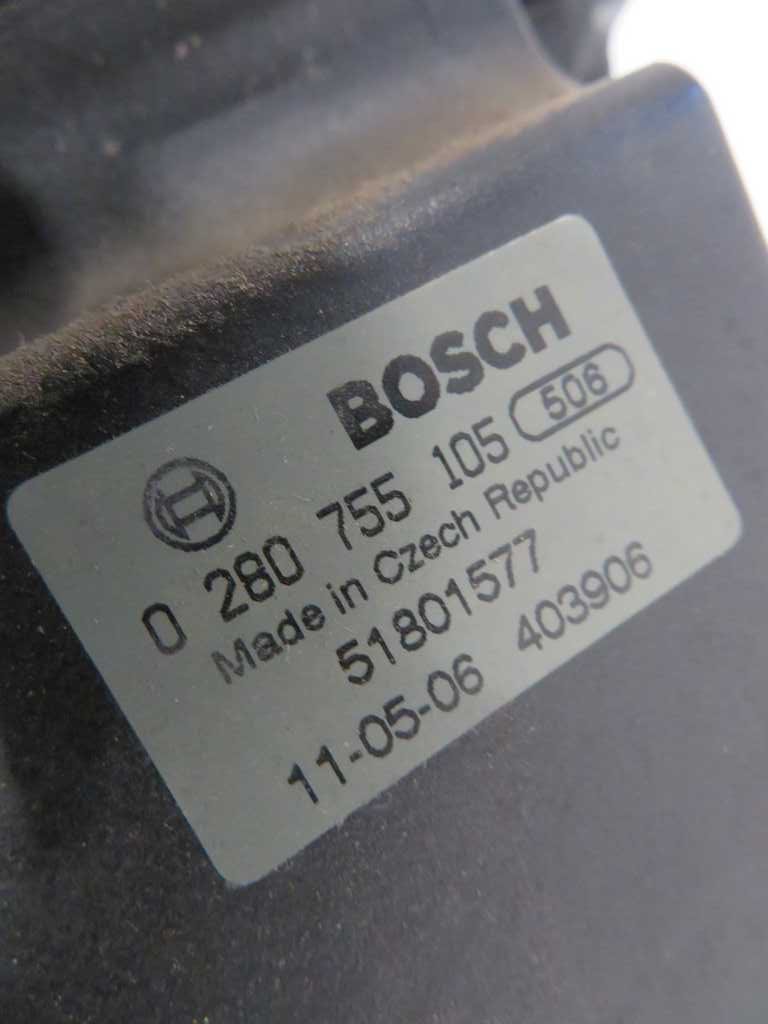 BOSCH
0 280 755 105 506
Made in Czech Republic
51801577
11-05-06 403906